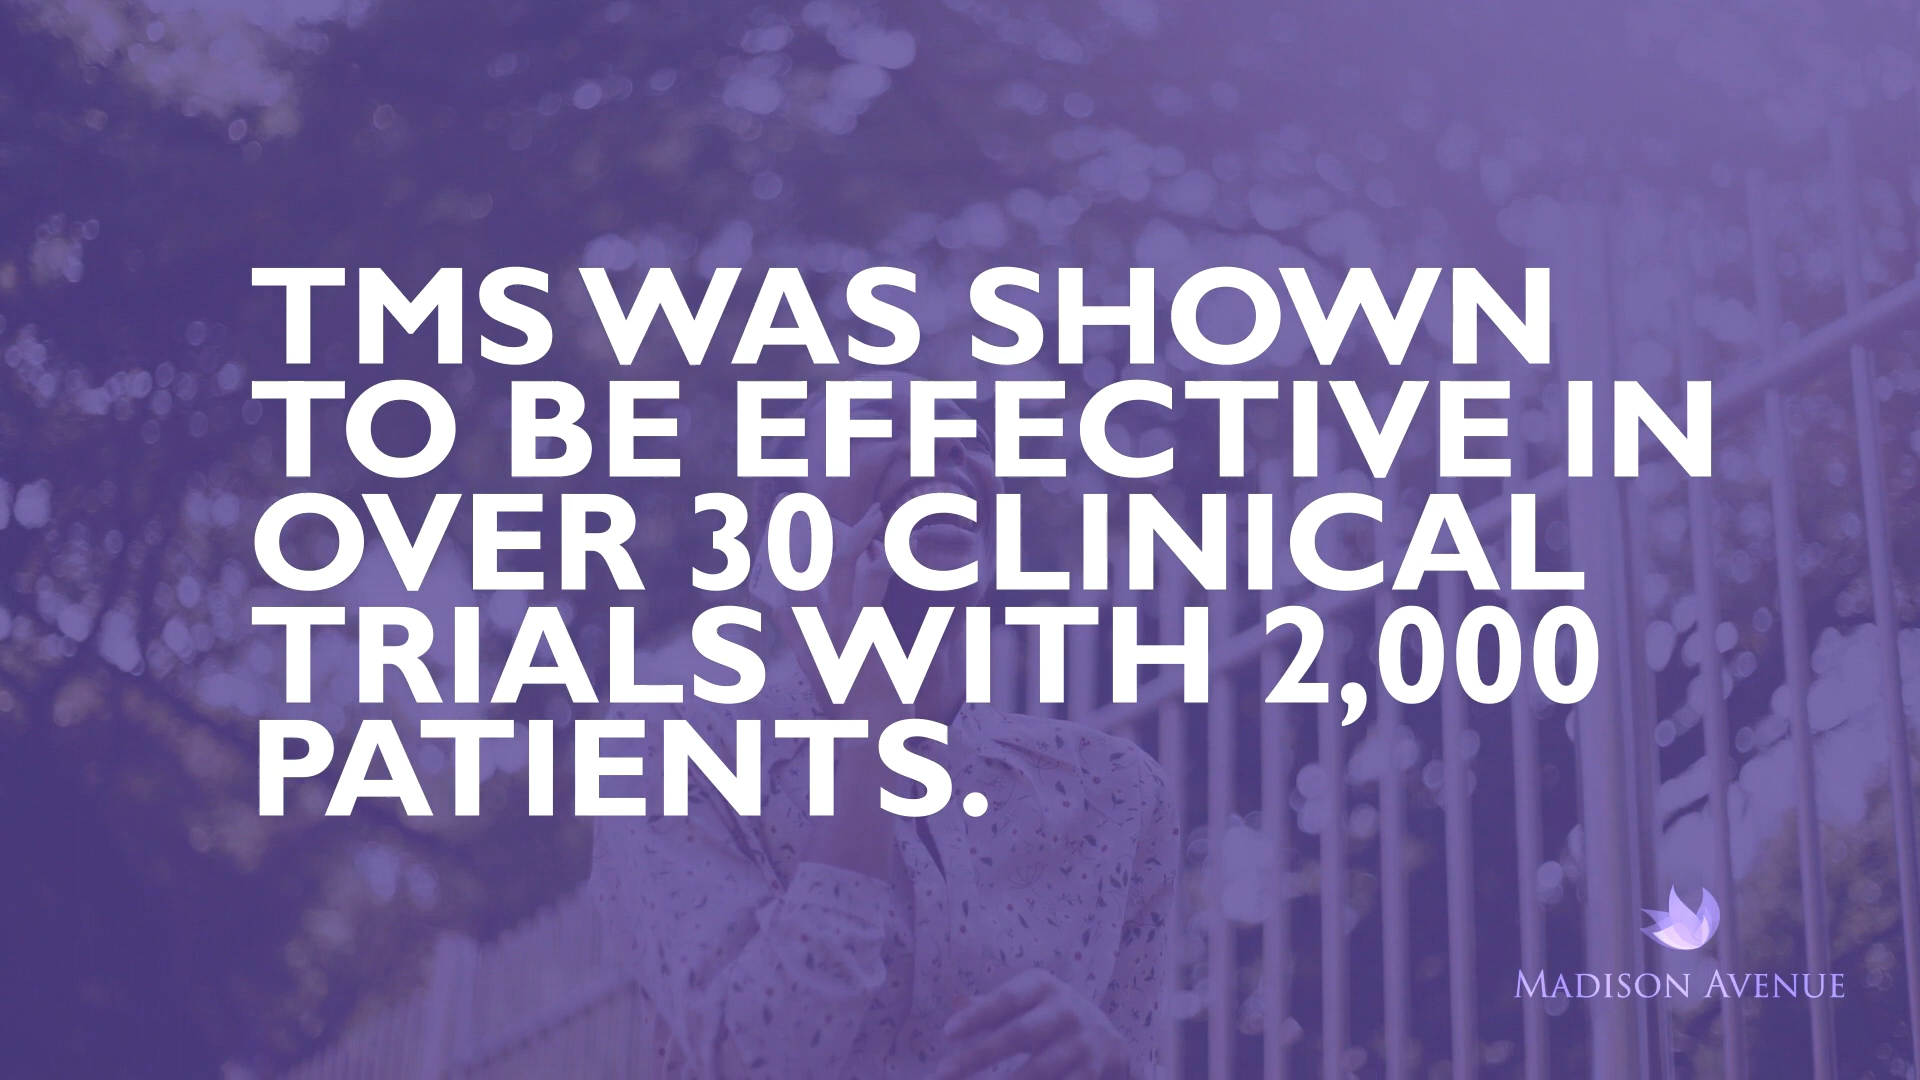 TMS WAS SHOWN
TO BE EFFECTIVE IN
OVER 30 CLINICAL
TRIALS WITH 2,000
PATIENTS.
MADISON AVENUE